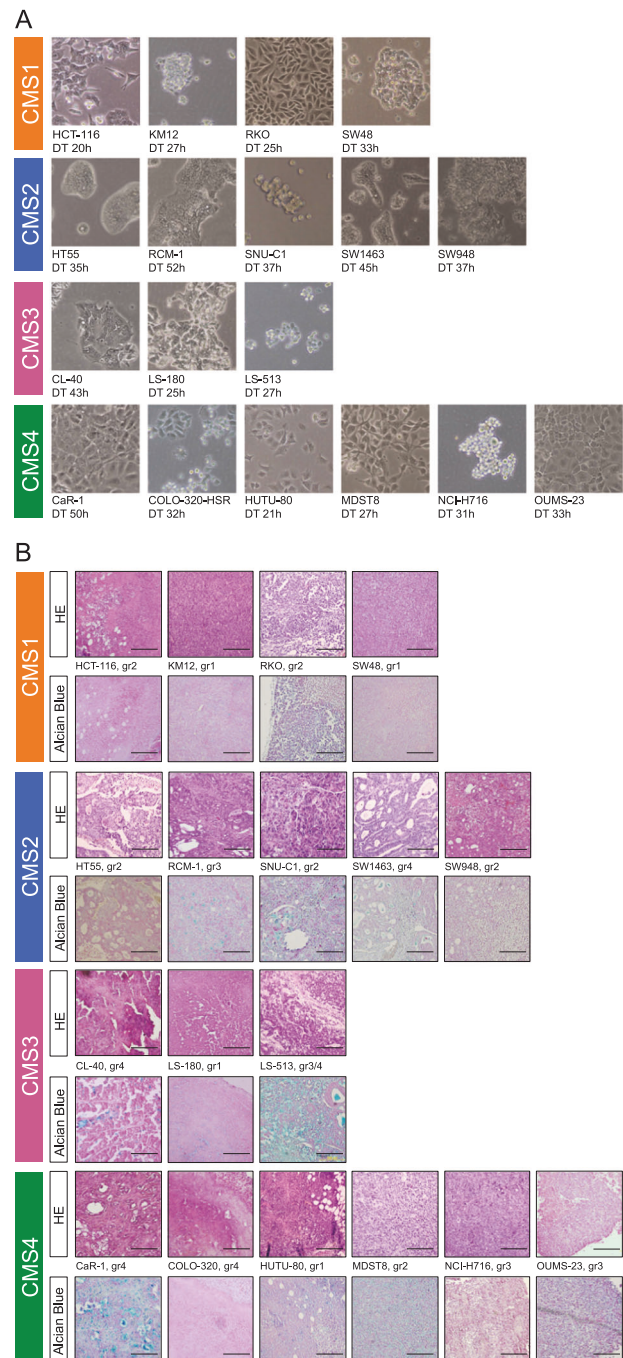 A
CMS1
HCT-116 KM12 RKO SW48
DT 20h DT 27h DT 25h DT 33h
CMS2
HT55 RCM-1 SNU-C1 SW1463 SW948
DT 35h DT 52h DT 37h DT 45h DT 37h
CMS3
CL-40 LS-180 LS-513
DT 43h DT 25h DT 27h
CMS4
CaR-1 COLO-320-HSR HUTU-80 MDST8 NCI-H716 OUMS-23
DT 50h DT 32h DT 21h DT 27h DT 31h DT 33h
B
CMS1
HE
HCT-116, gr2 KM12, gr1 RKO, gr2 SW48, gr1
Alcian Blue
CMS2
HE
HT55, gr2 RCM-1, gr3 SNU-C1, gr2 SW1463, gr4 SW948, gr2
Alcian Blue
CMS3
HE
CL-40, gr4 LS-180, gr1 LS-513, gr3/4
Alcian Blue
CMS4
HE
CaR-1, gr4 COLO-320, gr4 HUTU-80, gr1 MDST8, gr2 NCI-H716, gr3 OUMS-23, gr3
Alcian Blue